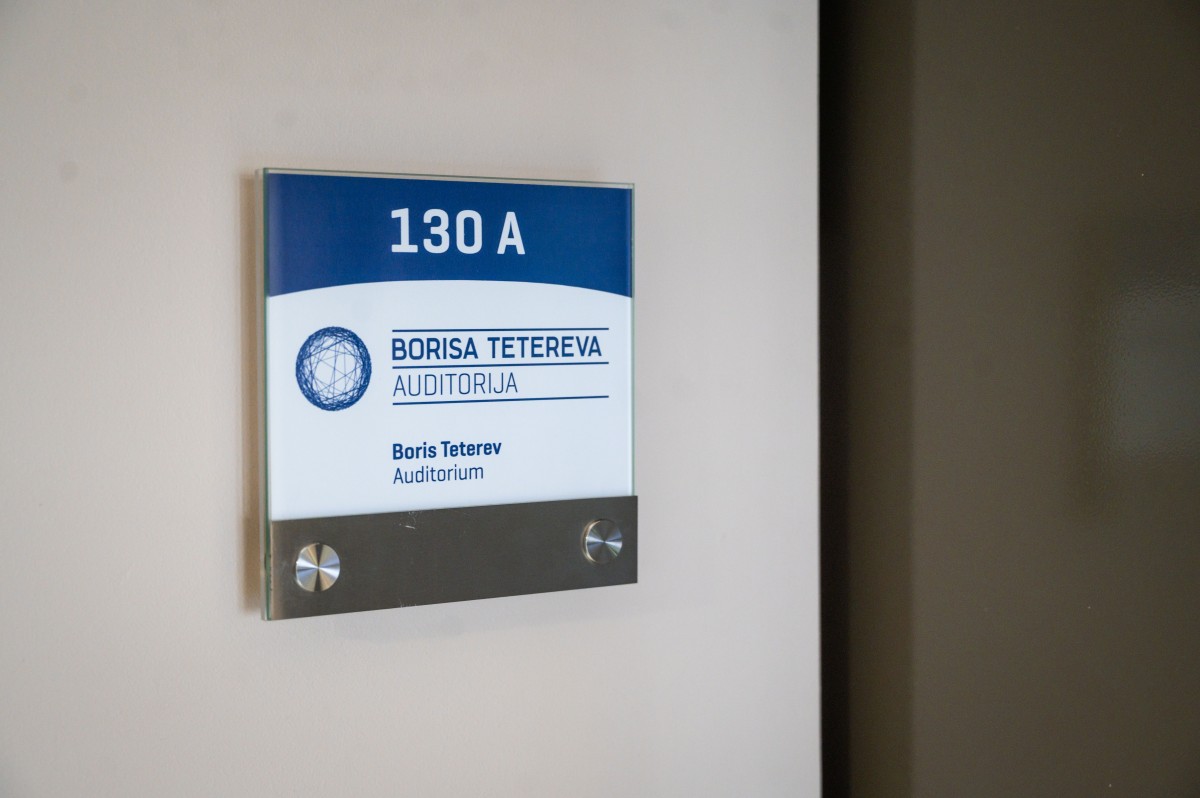 130 A
BORISA TETEREVA
AUDITORIJA
Boris Teterev
Auditorium